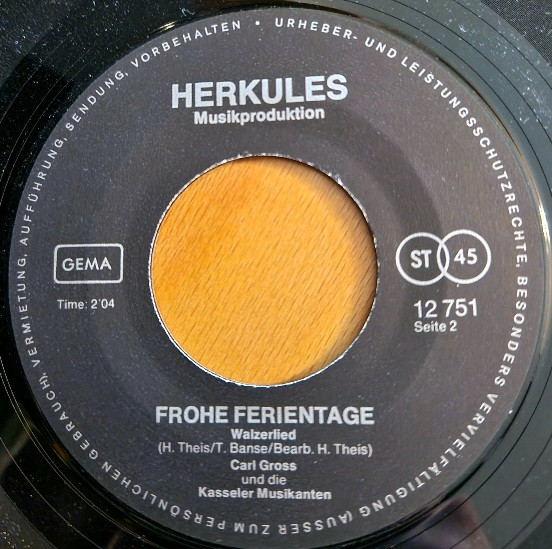 URHEBER- UND LEISTUNGSSCHUTZRECHTE, BESONDERS VERVIELFÄLTIGUNG (AUSSER ZUM PERSÖNLICHEN GEBRAUCH), VERMIETUNG, AUFFÜHRUNG, SENDUNG, VORBEHALTEN •
HERKULES
Musikproduktion
GEMA
ST 45
Time: 2'04
12 751
Seite 2
FROHE FERIENTAGE
Walzerlied
(H. Theis/T. Banse/Bearb. H. Theis)
Carl Gross
und die
Kasseler Musikanten